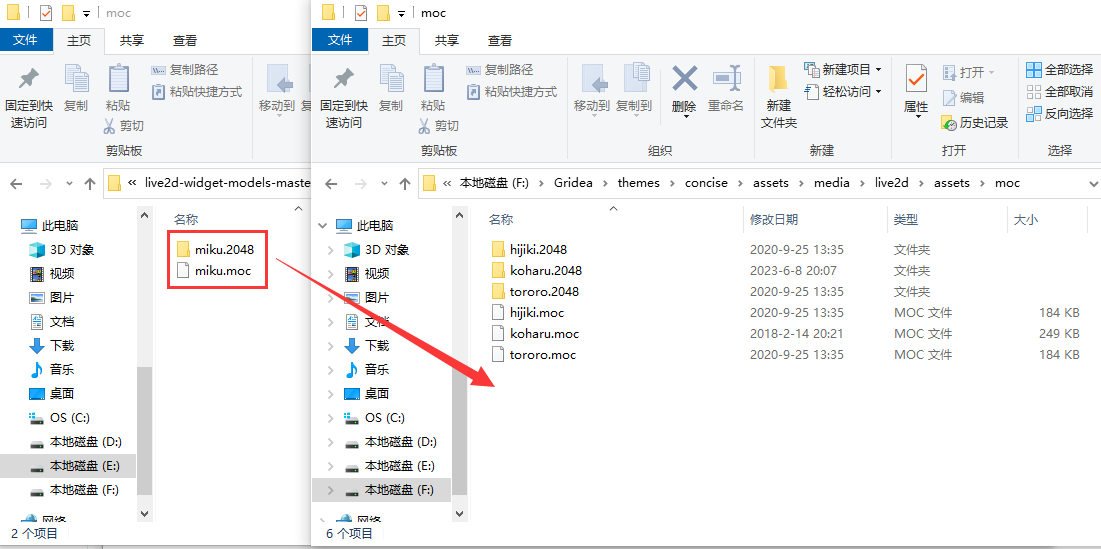 moc
文件 主页 共享 查看
固定到快速访问
复制
粘贴
复制路径
粘贴快捷方式
剪切
移动到
剪贴板
« live2d-widget-models-maste
此电脑
3D 对象
视频
图片
文档
下载
音乐
桌面
OS (C:)
本地磁盘 (D:)
本地磁盘 (E:)
本地磁盘 (F:)
网络
名称
miku.2048
miku.moc
2 个项目
moc
文件 主页 共享 查看
固定到快速访问
复制
粘贴
复制路径
粘贴快捷方式
剪切
剪贴板
移动到 复制到 删除 重命名
组织
新建文件夹
新建项目
轻松访问
新建
属性
打开
编辑
历史记录
打开
全部选择
全部取消
反向选择
选择
« 本地磁盘 (F:) > Gridea > themes > concise > assets > media > live2d > assets > moc
此电脑
3D 对象
视频
图片
文档
下载
音乐
桌面
OS (C:)
本地磁盘 (D:)
本地磁盘 (E:)
本地磁盘 (F:)
网络
名称 修改日期 类型 大小
hijiki.2048 2020-9-25 13:35 文件夹
koharu.2048 2023-6-8 20:07 文件夹
tororo.2048 2020-9-25 13:35 文件夹
hijiki.moc 2020-9-25 13:35 MOC 文件 184 KB
koharu.moc 2018-2-14 20:21 MOC 文件 249 KB
tororo.moc 2020-9-25 13:35 MOC 文件 184 KB
6 个项目